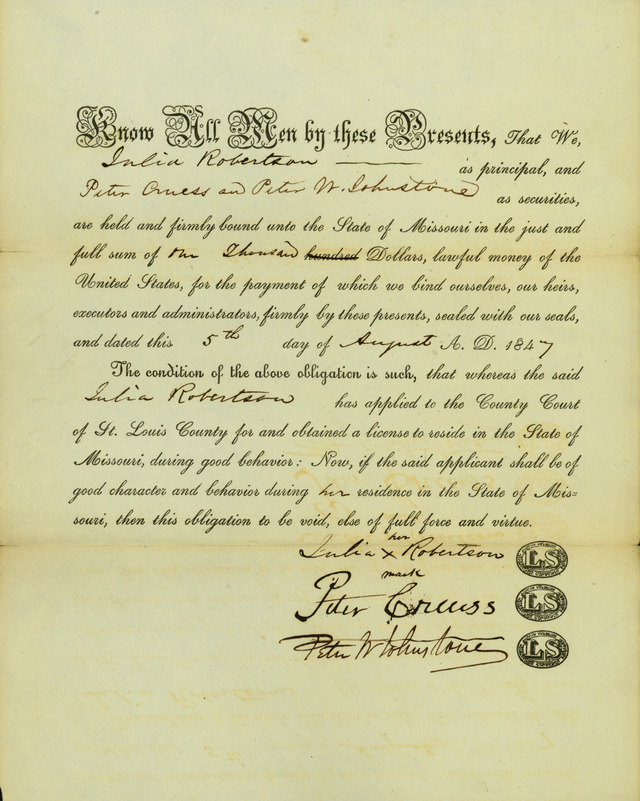 Know All Men by these Presents, That We,
Julia Robertson as principal, and
Peter Cruess and Peter W. Johnstone as securities,
are held and firmly bound unto the State of Missouri in the just and
full sum of one Thousand hundred Dollars, lawful money of the
United States, for the payment of which we bind ourselves, our heirs,
executors and administrators, firmly by these presents, sealed with our seals,
and dated this 5th day of August A. D. 1847
The condition of the above obligation is such, that whereas the said
Julia Robertson has applied to the County Court
of St. Louis County for and obtained a license to reside in the State of
Missouri, during good behavior: Now, if the said applicant shall be of
good character and behavior during her residence in the State of Mis=
souri, then this obligation to be void, else of full force and virtue.
her
Julia x Robertson LS
mark
Peter Cruess LS
Peter W Johnstone LS